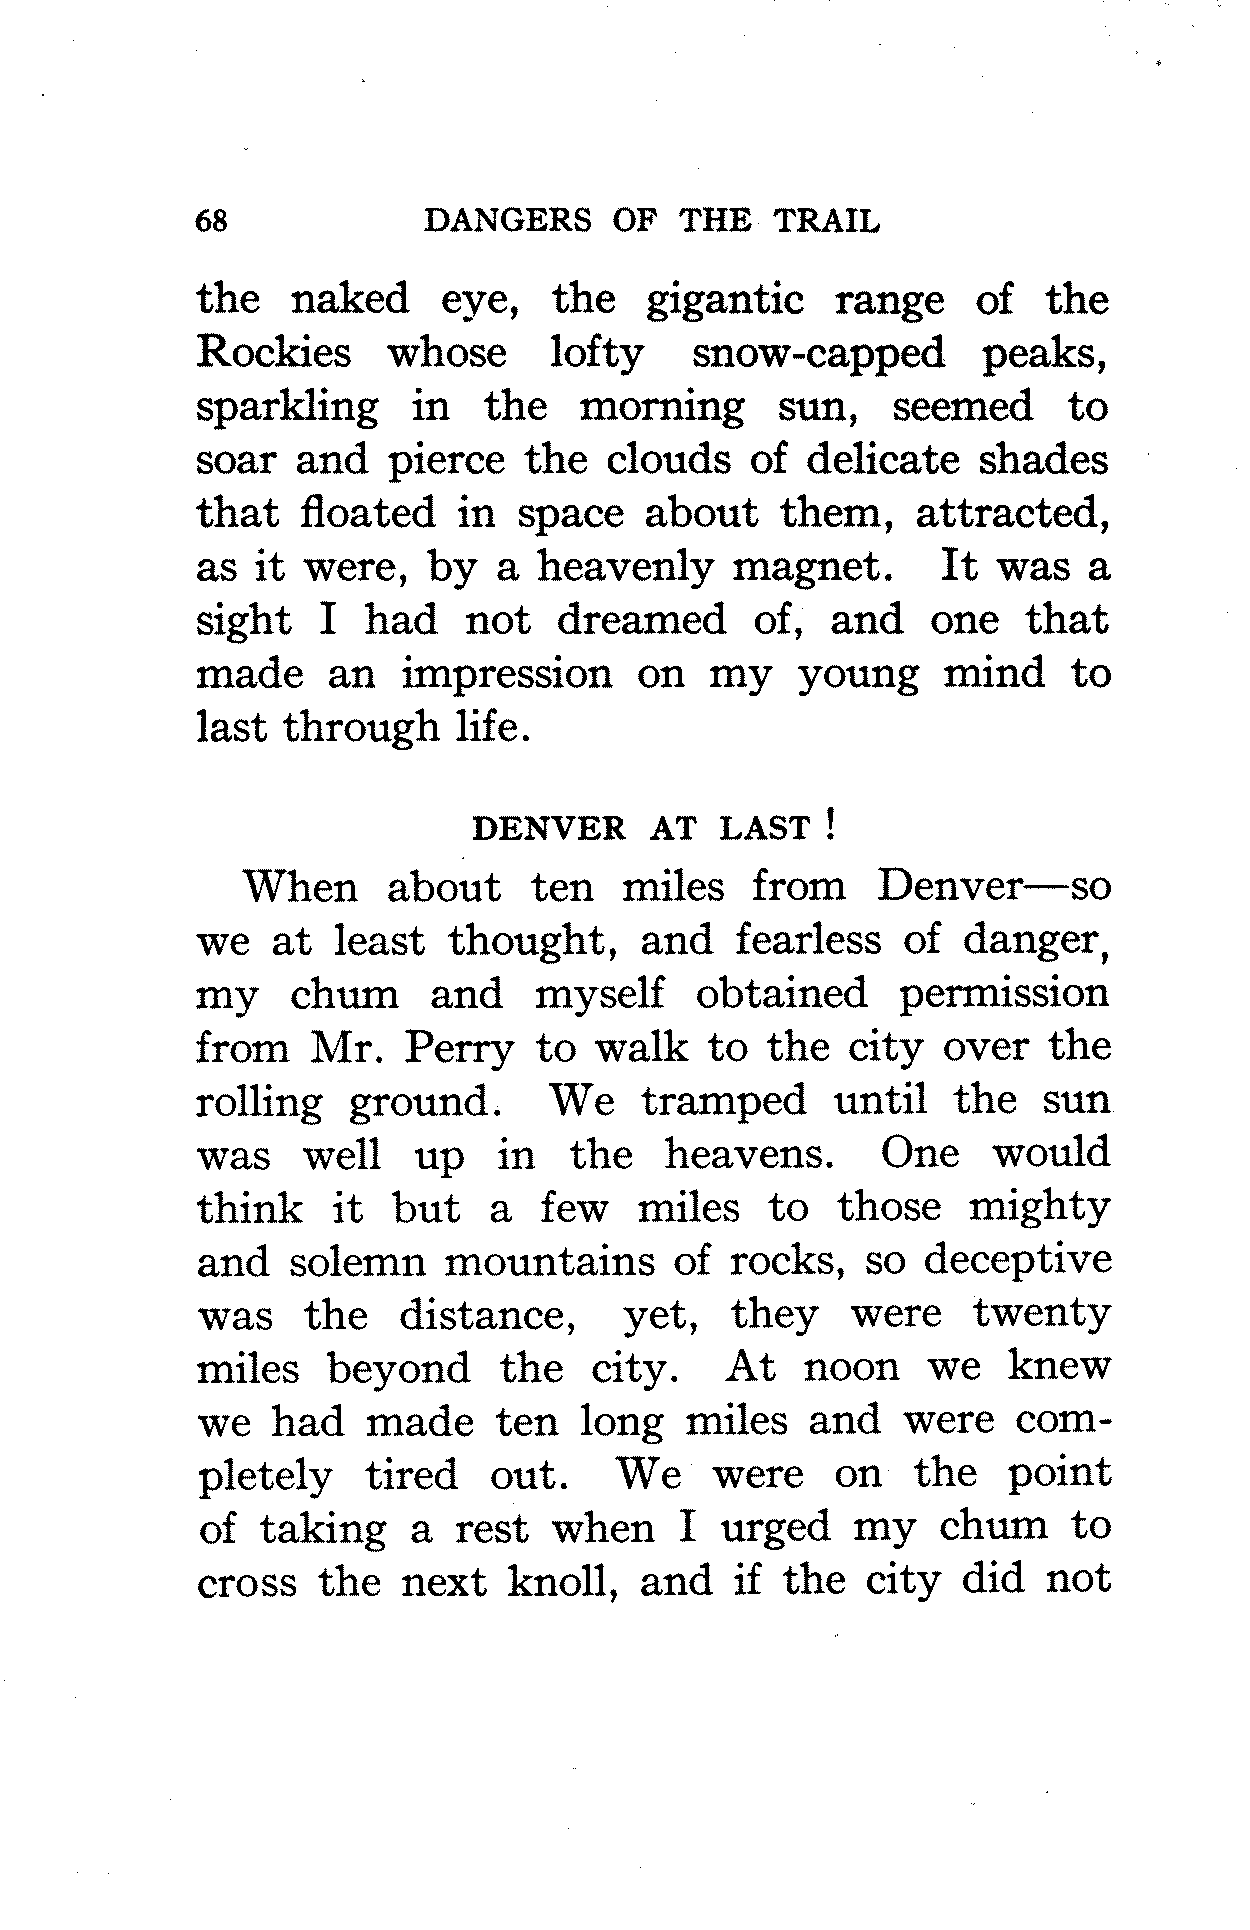 68 DANGERS OF THE TRAIL
the naked eye, the gigantic range of the
Rockies whose lofty snow-capped peaks,
sparkling in the morning sun, seemed to
soar and pierce the clouds of delicate shades
that floated in space about them, attracted,
as it were, by a heavenly magnet. It was a
sight I had not dreamed of, and one that
made an impression on my young mind to
last through life.
DENVER AT LAST !
When about ten miles from Denver—so
we at least thought, and fearless of danger,
my chum and myself obtained permission
from Mr. Perry to walk to the city over the
rolling ground. We tramped until the sun
was well up in the heavens. One would
think it but a few miles to those mighty
and solemn mountains of rocks, so deceptive
was the distance, yet, they were twenty
miles beyond the city. At noon we knew
we had made ten long miles and were com-
pletely tired out. We were on the point
of taking a rest when I urged my chum to
cross the next knoll, and if the city did not